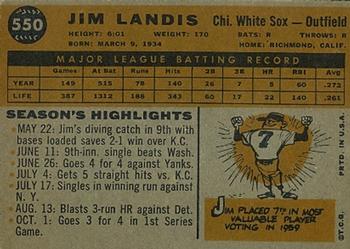 550 JIM LANDIS Chi. White Sox — Outfield
HEIGHT: 6:01 WEIGHT: 170 BATS: R THROWS: R
BORN: MARCH 9, 1934 HOME: RICHMOND, CALIF.
MAJOR LEAGUE BATTING RECORD
Games At Bat Runs Hits 2B 3B HR RBI Avg.
YEAR 149 515 78 140 26 7 5 60 .272
LIFE 387 1312 188 343 60 16 22 140 .261
SEASON'S HIGHLIGHTS
MAY 22: Jim's diving catch in 9th with
bases loaded saves 2-1 win over K.C.
JUNE 11: 9th-inn. single beats Wash.
JUNE 26: Goes 4 for 4 against Yanks.
JULY 4: Gets 5 straight hits vs. K.C.
JULY 17: Singles in winning run against
N. Y.
AUG. 13: Blasts 3-run HR against Det.
OCT. 1: Goes 3 for 4 in 1st Series
Game.
7
JIM PLACED 7TH IN MOST
VALUABLE PLAYER
VOTING IN 1959
©T.C.G.
PRTD. IN U.S.A.